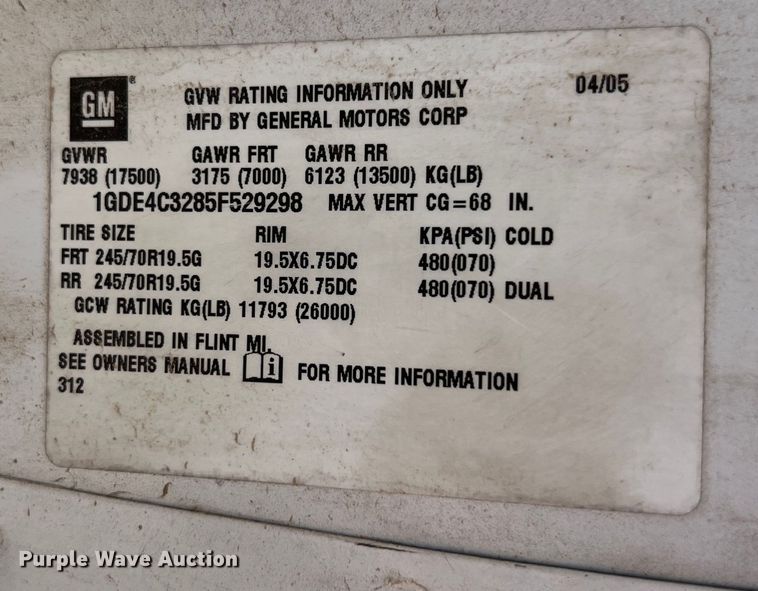 GM®
GVW RATING INFORMATION ONLY 04/05
MFD BY GENERAL MOTORS CORP
GVWR GAWR FRT GAWR RR
7938 (17500) 3175 (7000) 6123 (13500) KG(LB)
1GDE4C3285F529298 MAX VERT CG=68 IN.
TIRE SIZE RIM KPA(PSI) COLD
FRT 245/70R19.5G 19.5X6.75DC 480(070)
RR 245/70R19.5G 19.5X6.75DC 480(070) DUAL
GCW RATING KG(LB) 11793 (26000)
ASSEMBLED IN FLINT MI.
SEE OWNERS MANUAL i FOR MORE INFORMATION
312
Purple Wave Auction